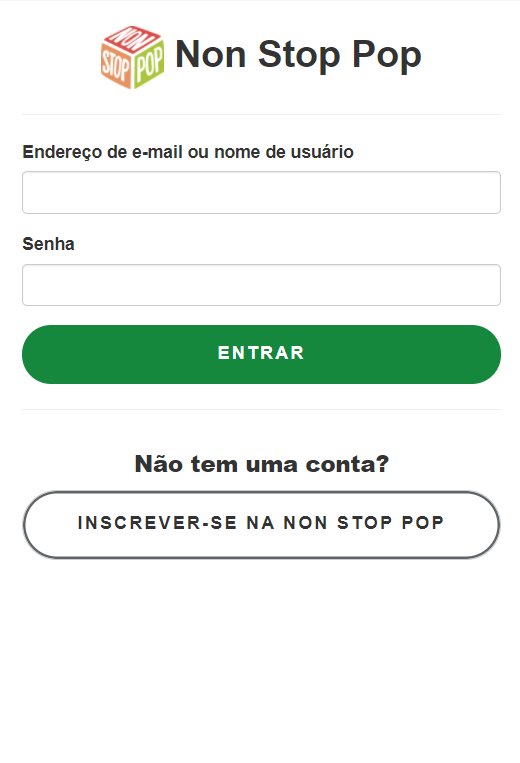 NON
STOP POP
Non Stop Pop
Endereço de e-mail ou nome de usuário
Senha
ENTRAR
Não tem uma conta?
INSCREVER-SE NA NON STOP POP